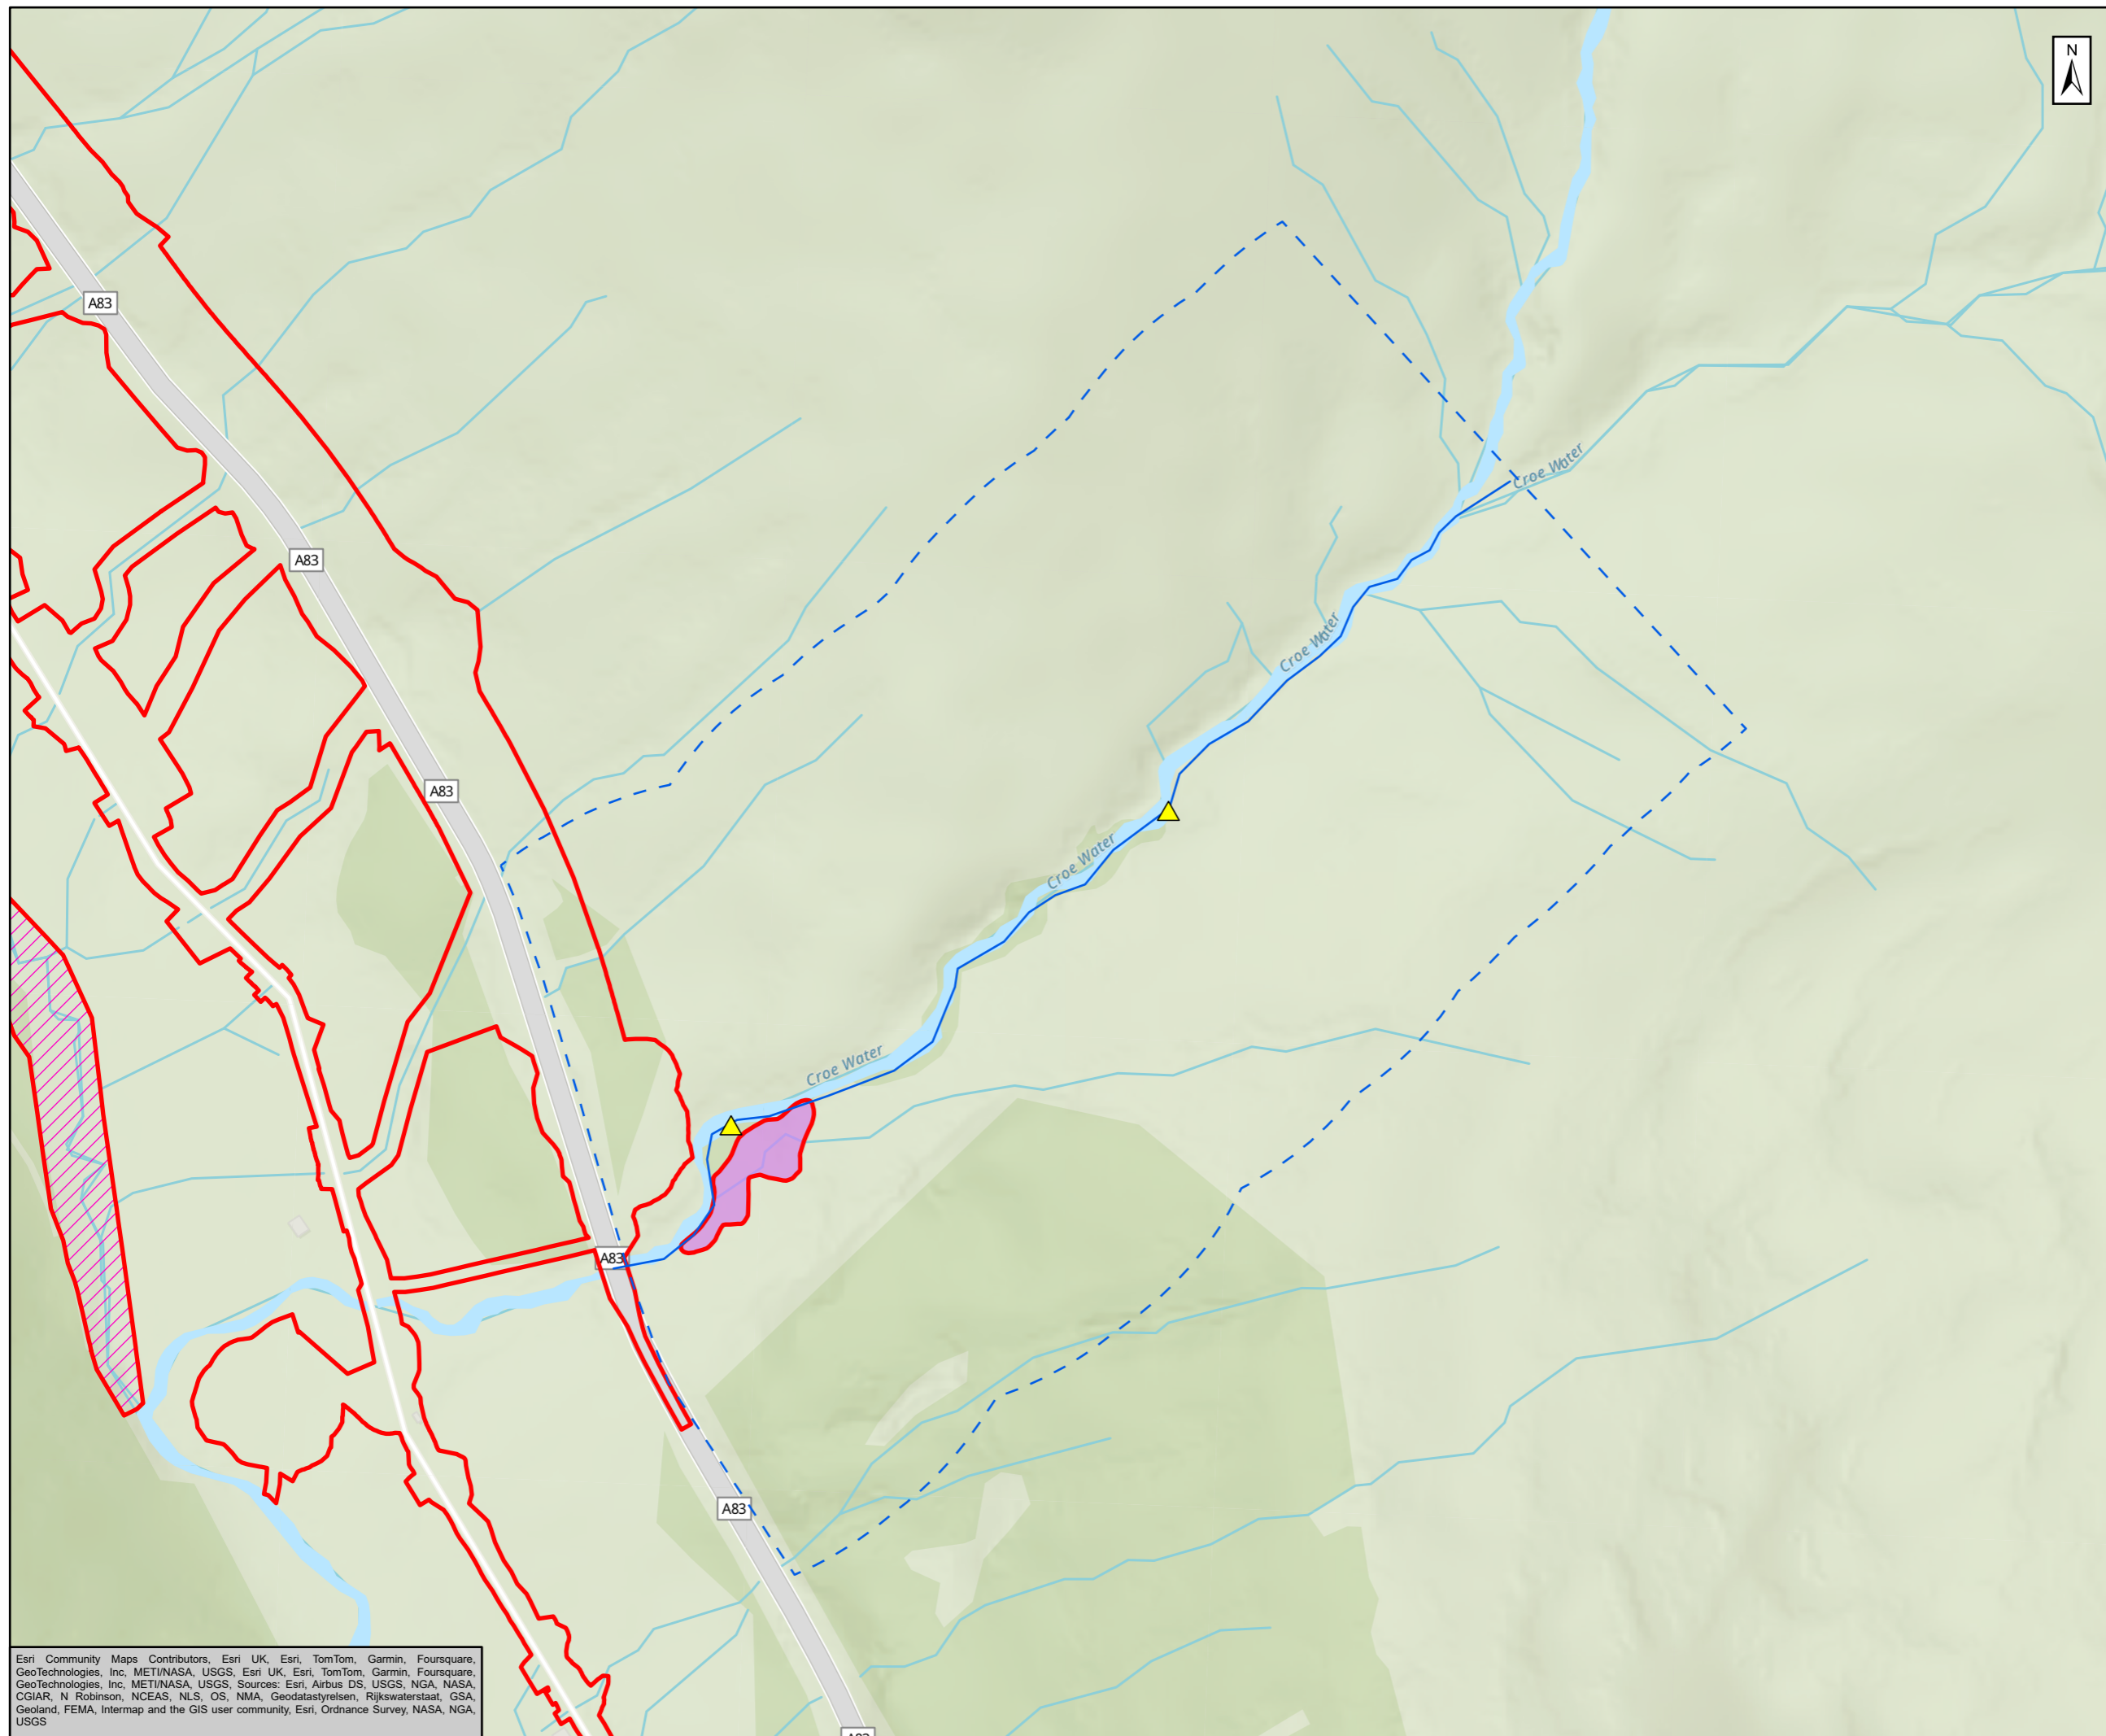 N
A83
Croe Water
A83
Croe Water
A83
Croe Water
Croe Water
A83
A83
Esri Community Maps Contributors, Esri UK, Esri, TomTom, Garmin, Foursquare,
GeoTechnologies, Inc, METI/NASA, USGS, Esri UK, Esri, TomTom, Garmin, Foursquare,
GeoTechnologies, Inc, METI/NASA, USGS, Sources: Esri, Airbus DS, USGS, NGA, NASA,
CGIAR, N Robinson, NCEAS, NLS, OS, NMA, Geodatastyrelsen, Rijkswaterstaat, GSA,
Geoland, FEMA, Intermap and the GIS user community, Esri, Ordnance Survey, NASA, NGA,
USGS